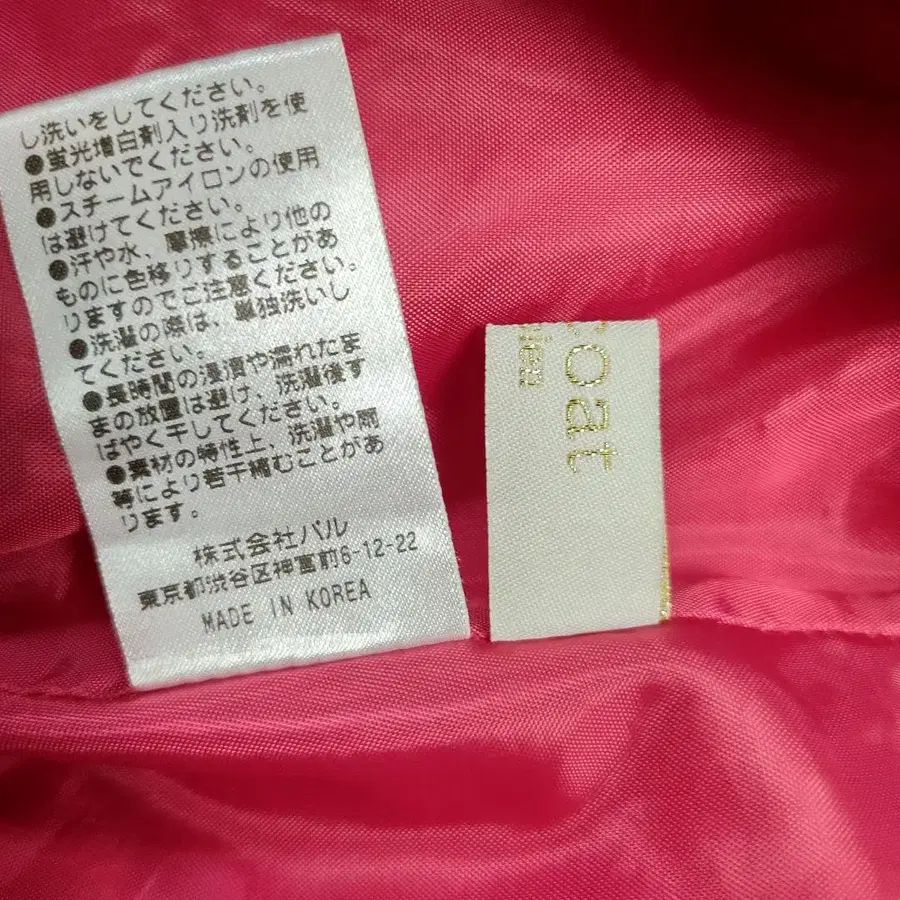 し洗いをしてください。
●蛍光増白剤入り洗剤を使
用しないでください。
●スチームアイロンの使用
は避けてください。
●汗や水、摩擦により他の
ものに色移りすることがあ
りますのでご注意ください。
●洗濯の際は、単独洗いし
てください。
●長時間の浸漬や濡れたま
まの放置は避け、洗濯後す
ばやく干してください。
●素材の特性上、洗濯や雨
等により若干縮むことがあ
ります。
株式会社パル
東京都渋谷区神宮前6-12-22
MADE IN KOREA
oat